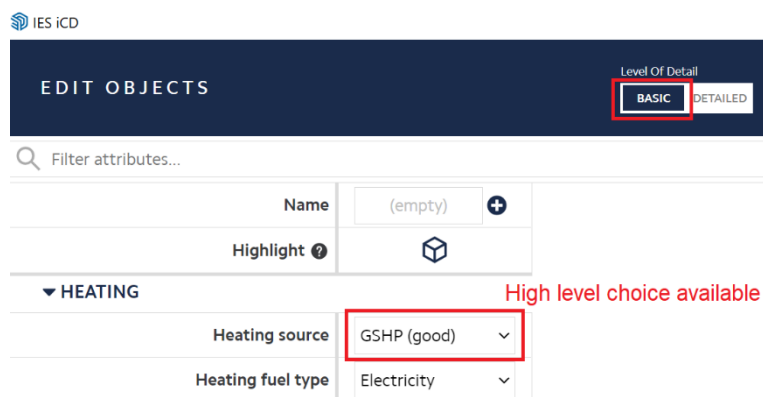 IES iCD
Level Of Detail
EDIT OBJECTS
BASIC DETAILED
Filter attributes...
Name (empty)
Highlight ?
HEATING
High level choice available
Heating source GSHP (good)
Heating fuel type Electricity